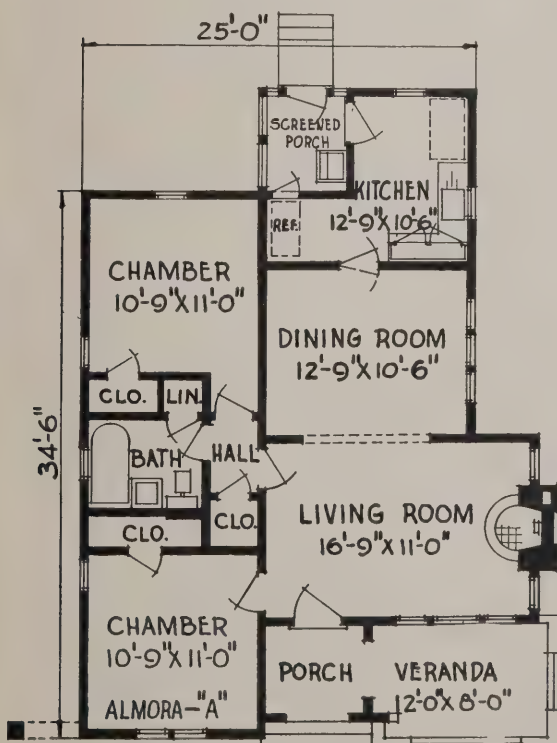 25'-0"
SCREENED
PORCH
KITCHEN
12'-9"X10'-6"
REF.
CHAMBER
10'-9"X11'-0"
DINING ROOM
12'-9"X10'-6"
CLO.
LIN.
34'-6"
BATH
HALL
CLO.
CLO.
LIVING ROOM
16'-9"X11'-0"
CHAMBER
10'-9"X11'-0"
ALMORA-"A"
PORCH
VERANDA
12'-0"X8'-0"